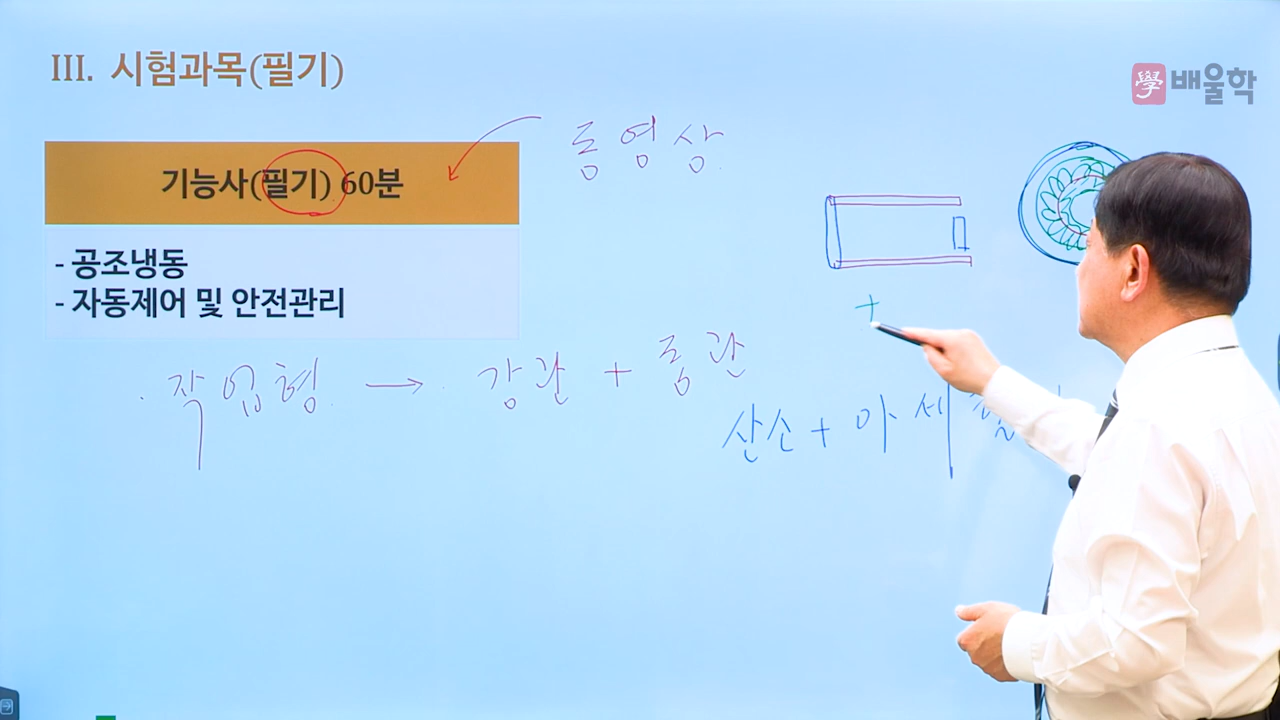 III. 시험과목(필기)
學 배울학
동영상
기능사(필기) 60분
- 공조냉동
- 자동제어 및 안전관리
+
· 작업형 → · 강관 + 동관
산소 + 아세